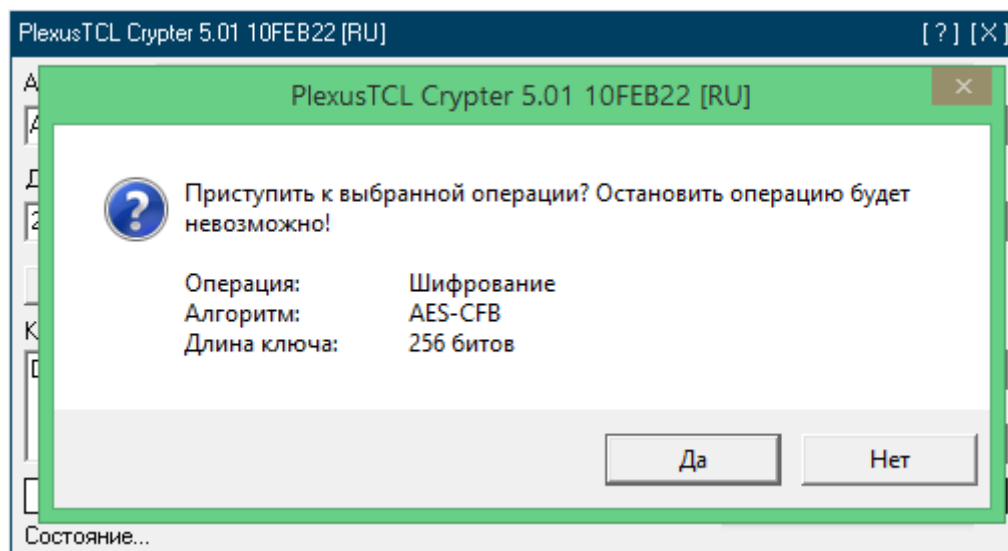 PlexusTCL Crypter 5.01 10FEB22 [RU]
[ ? ] [X]
PlexusTCL Crypter 5.01 10FEB22 [RU]
Приступить к выбранной операции? Остановить операцию будет
невозможно!
Операция: Шифрование
Алгоритм: AES-CFB
Длина ключа: 256 битов
Да Нет
Состояние...